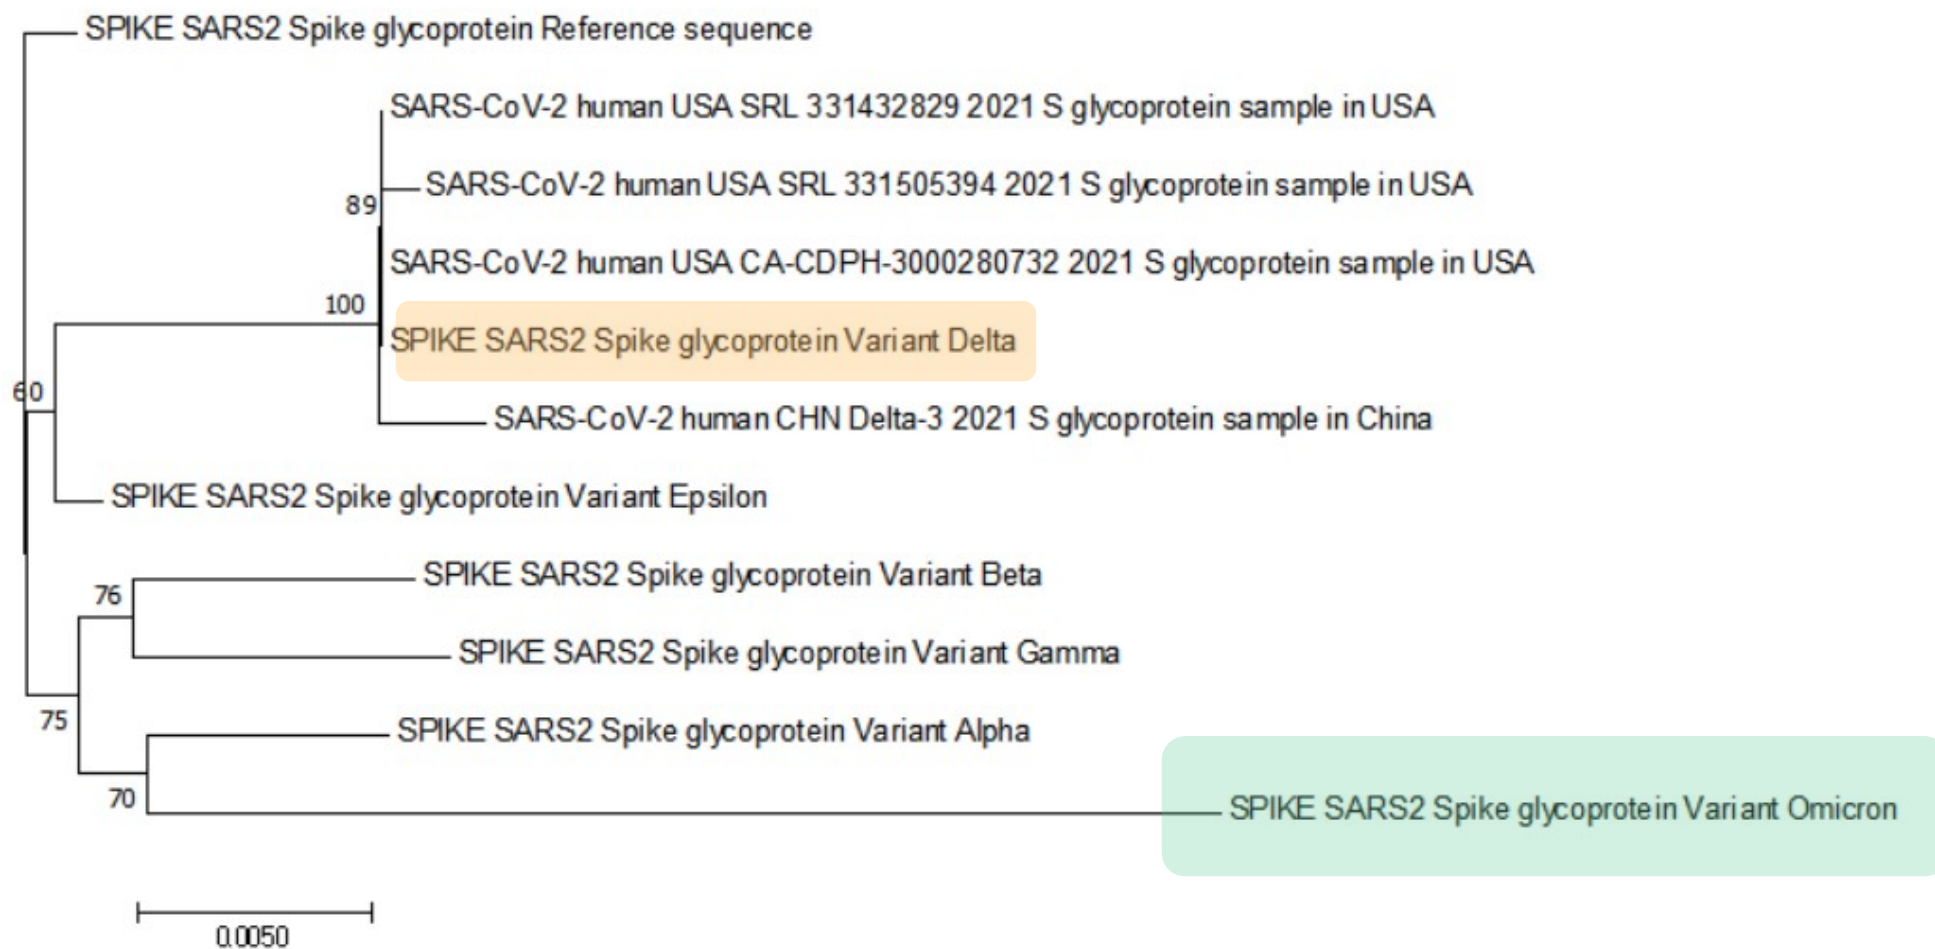 SPIKE SARS2 Spike glycoprotein Reference sequence
SARS-CoV-2 human USA SRL 331432829 2021 S glycoprotein sample in USA
SARS-CoV-2 human USA SRL 331505394 2021 S glycoprotein sample in USA
89
SARS-CoV-2 human USA CA-CDPH-3000280732 2021 S glycoprotein sample in USA
100
SPIKE SARS2 Spike glycoprotein Variant Delta
60
SARS-CoV-2 human CHN Delta-3 2021 S glycoprotein sample in China
SPIKE SARS2 Spike glycoprotein Variant Epsilon
SPIKE SARS2 Spike glycoprotein Variant Beta
76
SPIKE SARS2 Spike glycoprotein Variant Gamma
75
SPIKE SARS2 Spike glycoprotein Variant Alpha
70
SPIKE SARS2 Spike glycoprotein Variant Omicron
0.0050